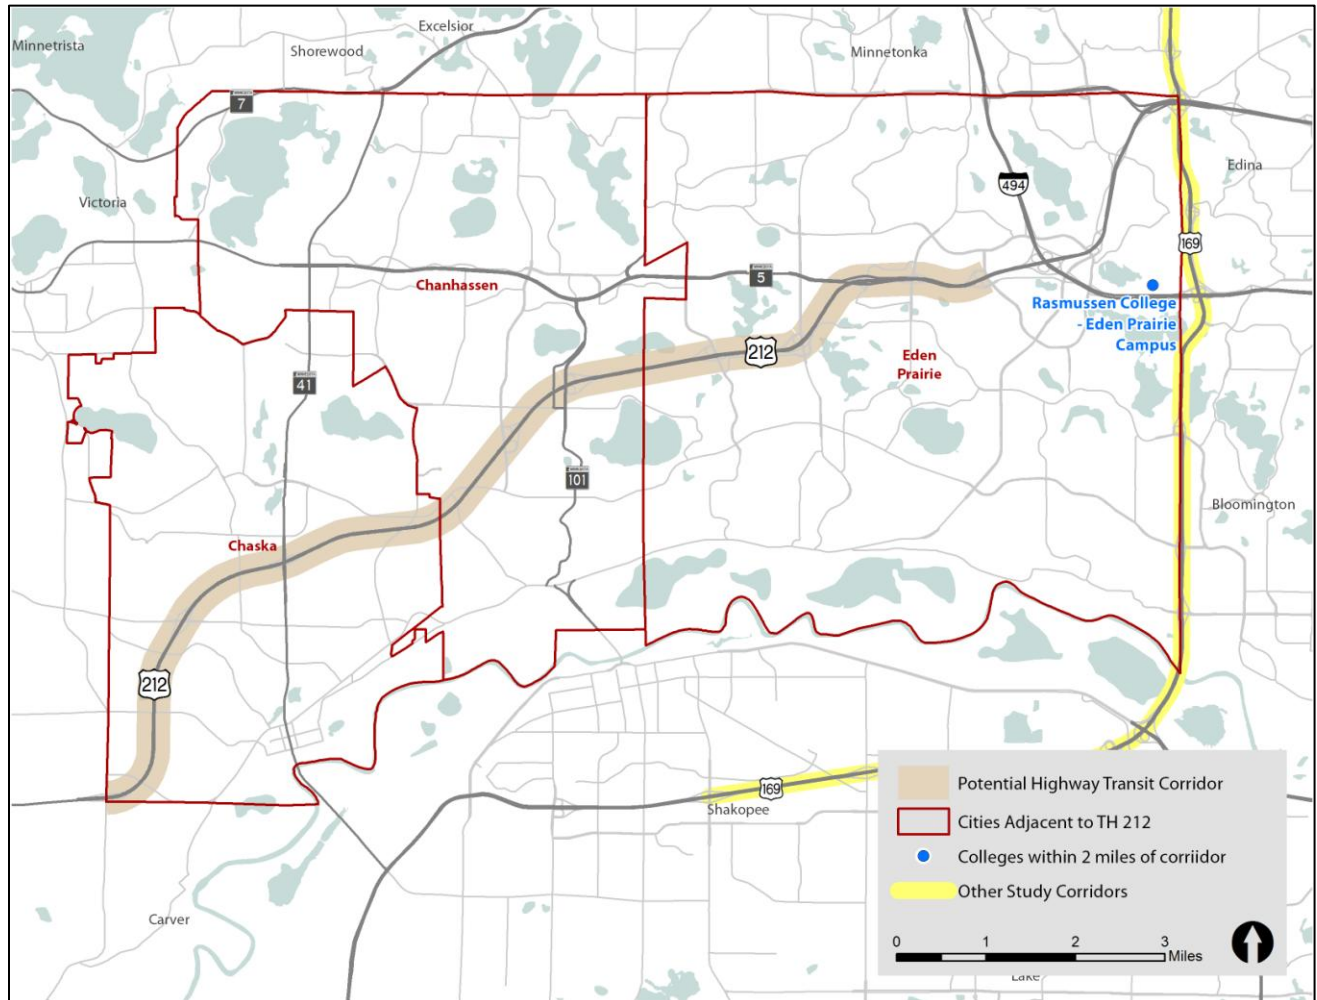 Excelsior
Minnetrista
Shorewood
Minnetonka
7
Edina
494
Victoria
169
5
Chanhassen
Rasmussen College
- Eden Prairie
Campus
212
Eden
Prairie
41
101
Bloomington
Chaska
212
Potential Highway Transit Corridor
169
Shakopee
Cities Adjacent to TH 212
Colleges within 2 miles of corriidor
Other Study Corridors
Carver
0 1 2 3
Miles
Lake